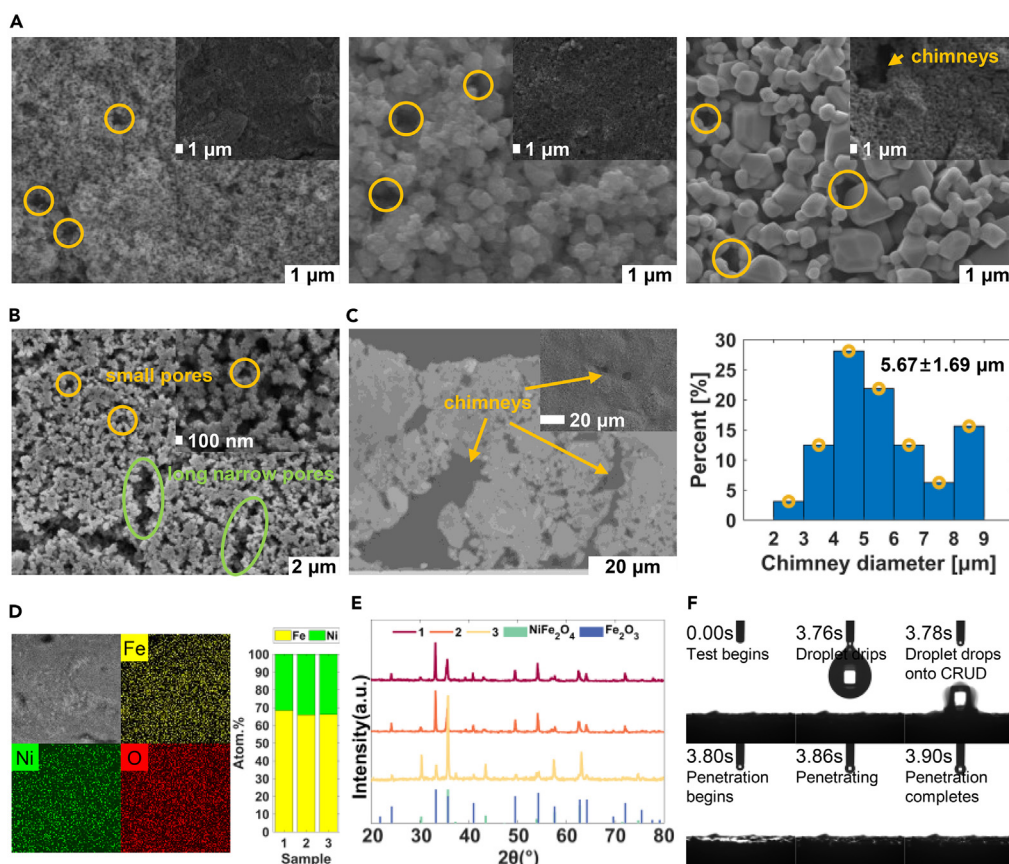 A
1 μm
1 μm
1 μm
1 μm
chimneys
1 μm
1 μm
B
small pores
100 nm
long narrow pores
2 μm
C
chimneys
20 μm
20 μm
Percent [%]
30
25
20
15
10
5
0
5.67±1.69 μm
2 3 4 5 6 7 8 9
Chimney diameter [μm]
D
Fe
Ni
O
Fe Ni
Atom.%
100
90
80
70
60
50
40
30
20
10
0
1 2 3
Sample
E
1 2 3 NiFe₂O₄ Fe₂O₃
Intensity(a.u.)
20 30 40 50 60 70 80
2θ(°)
F
0.00s
Test begins
3.76s
Droplet drips
3.78s
Droplet drops
onto CRUD
3.80s
Penetration
begins
3.86s
Penetrating
3.90s
Penetration
completes